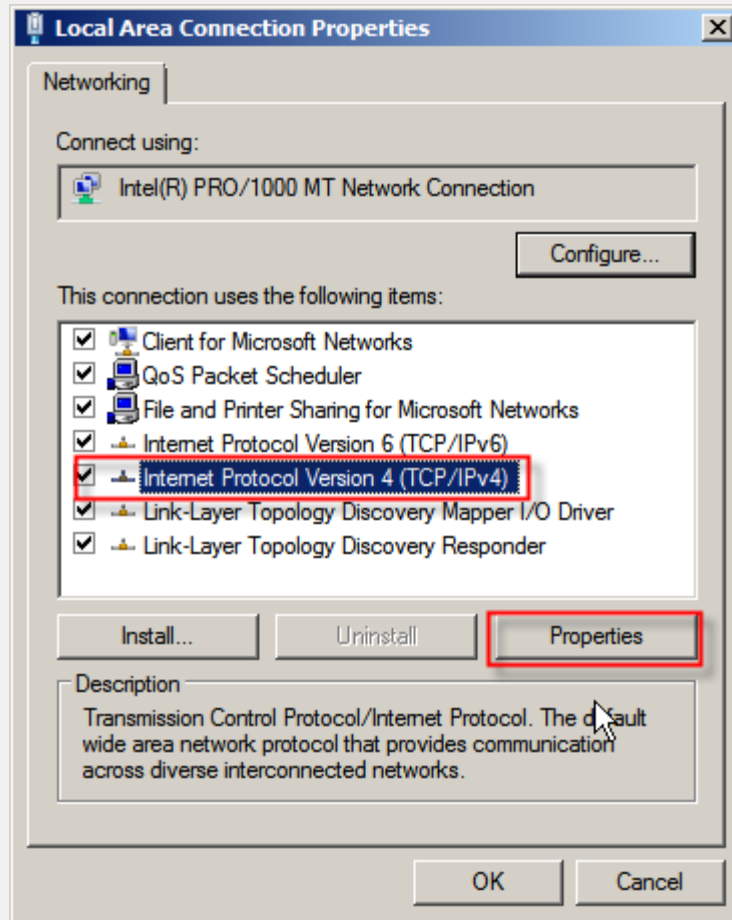 Local Area Connection Properties
Networking
Connect using:
Intel(R) PRO/1000 MT Network Connection
Configure...
This connection uses the following items:
Client for Microsoft Networks
QoS Packet Scheduler
File and Printer Sharing for Microsoft Networks
Internet Protocol Version 6 (TCP/IPv6)
Internet Protocol Version 4 (TCP/IPv4)
Link-Layer Topology Discovery Mapper I/O Driver
Link-Layer Topology Discovery Responder
Install...
Uninstall
Properties
Description
Transmission Control Protocol/Internet Protocol. The default
wide area network protocol that provides communication
across diverse interconnected networks.
OK
Cancel